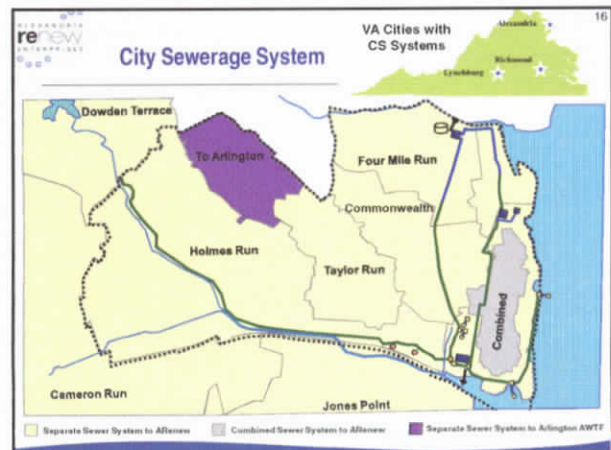 ALEXANDRIA
renew
ENTERPRISES
City Sewerage System
VA Cities with
CS Systems
16
Alexandria
Richmond
Lynchburg
Dowden Terrace
To Arlington
Four Mile Run
Commonwealth
Holmes Run
Taylor Run
Combined
Cameron Run
Jones Point
Separate Sewer System to ARenew
Combined Sewer System to ARenew
Separate Sewer System to Arlington AWTF